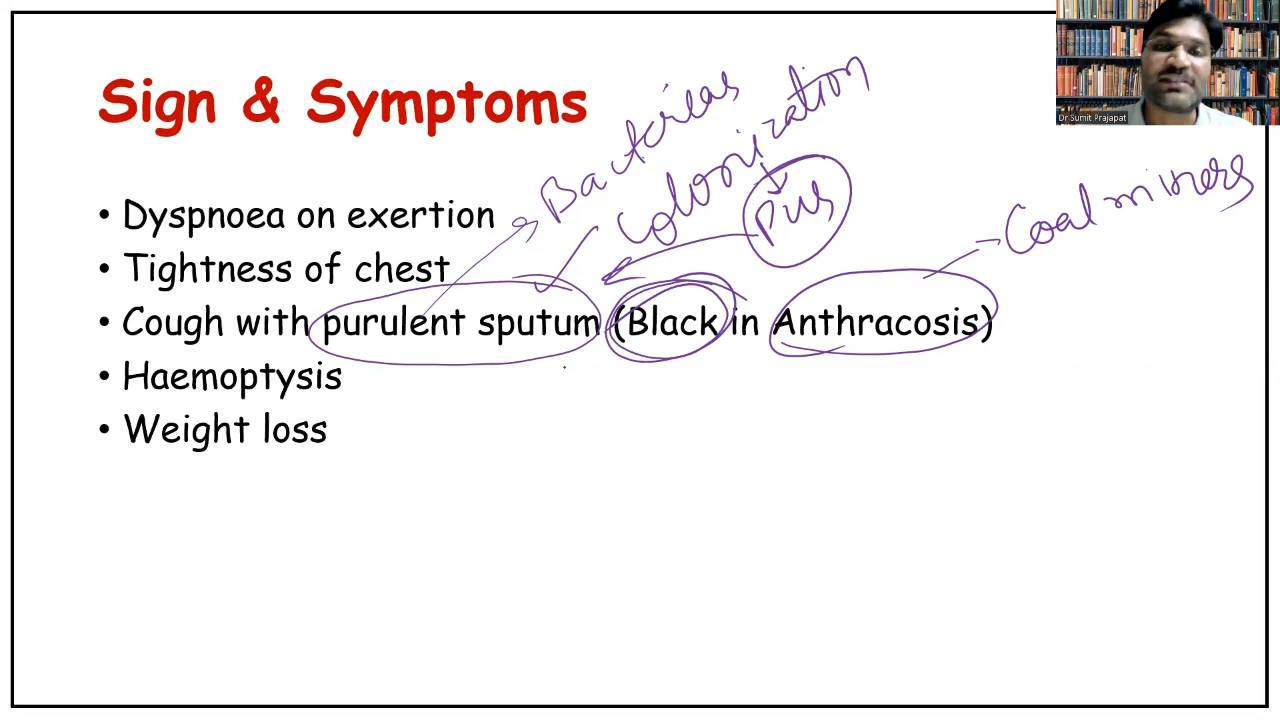 Sign & Symptoms
Dr.Sumit Prajapat
Bacterias
Colonization
Pus
Coal miners
• Dyspnoea on exertion
• Tightness of chest
• Cough with purulent sputum (Black in Anthracosis)
• Haemoptysis
• Weight loss